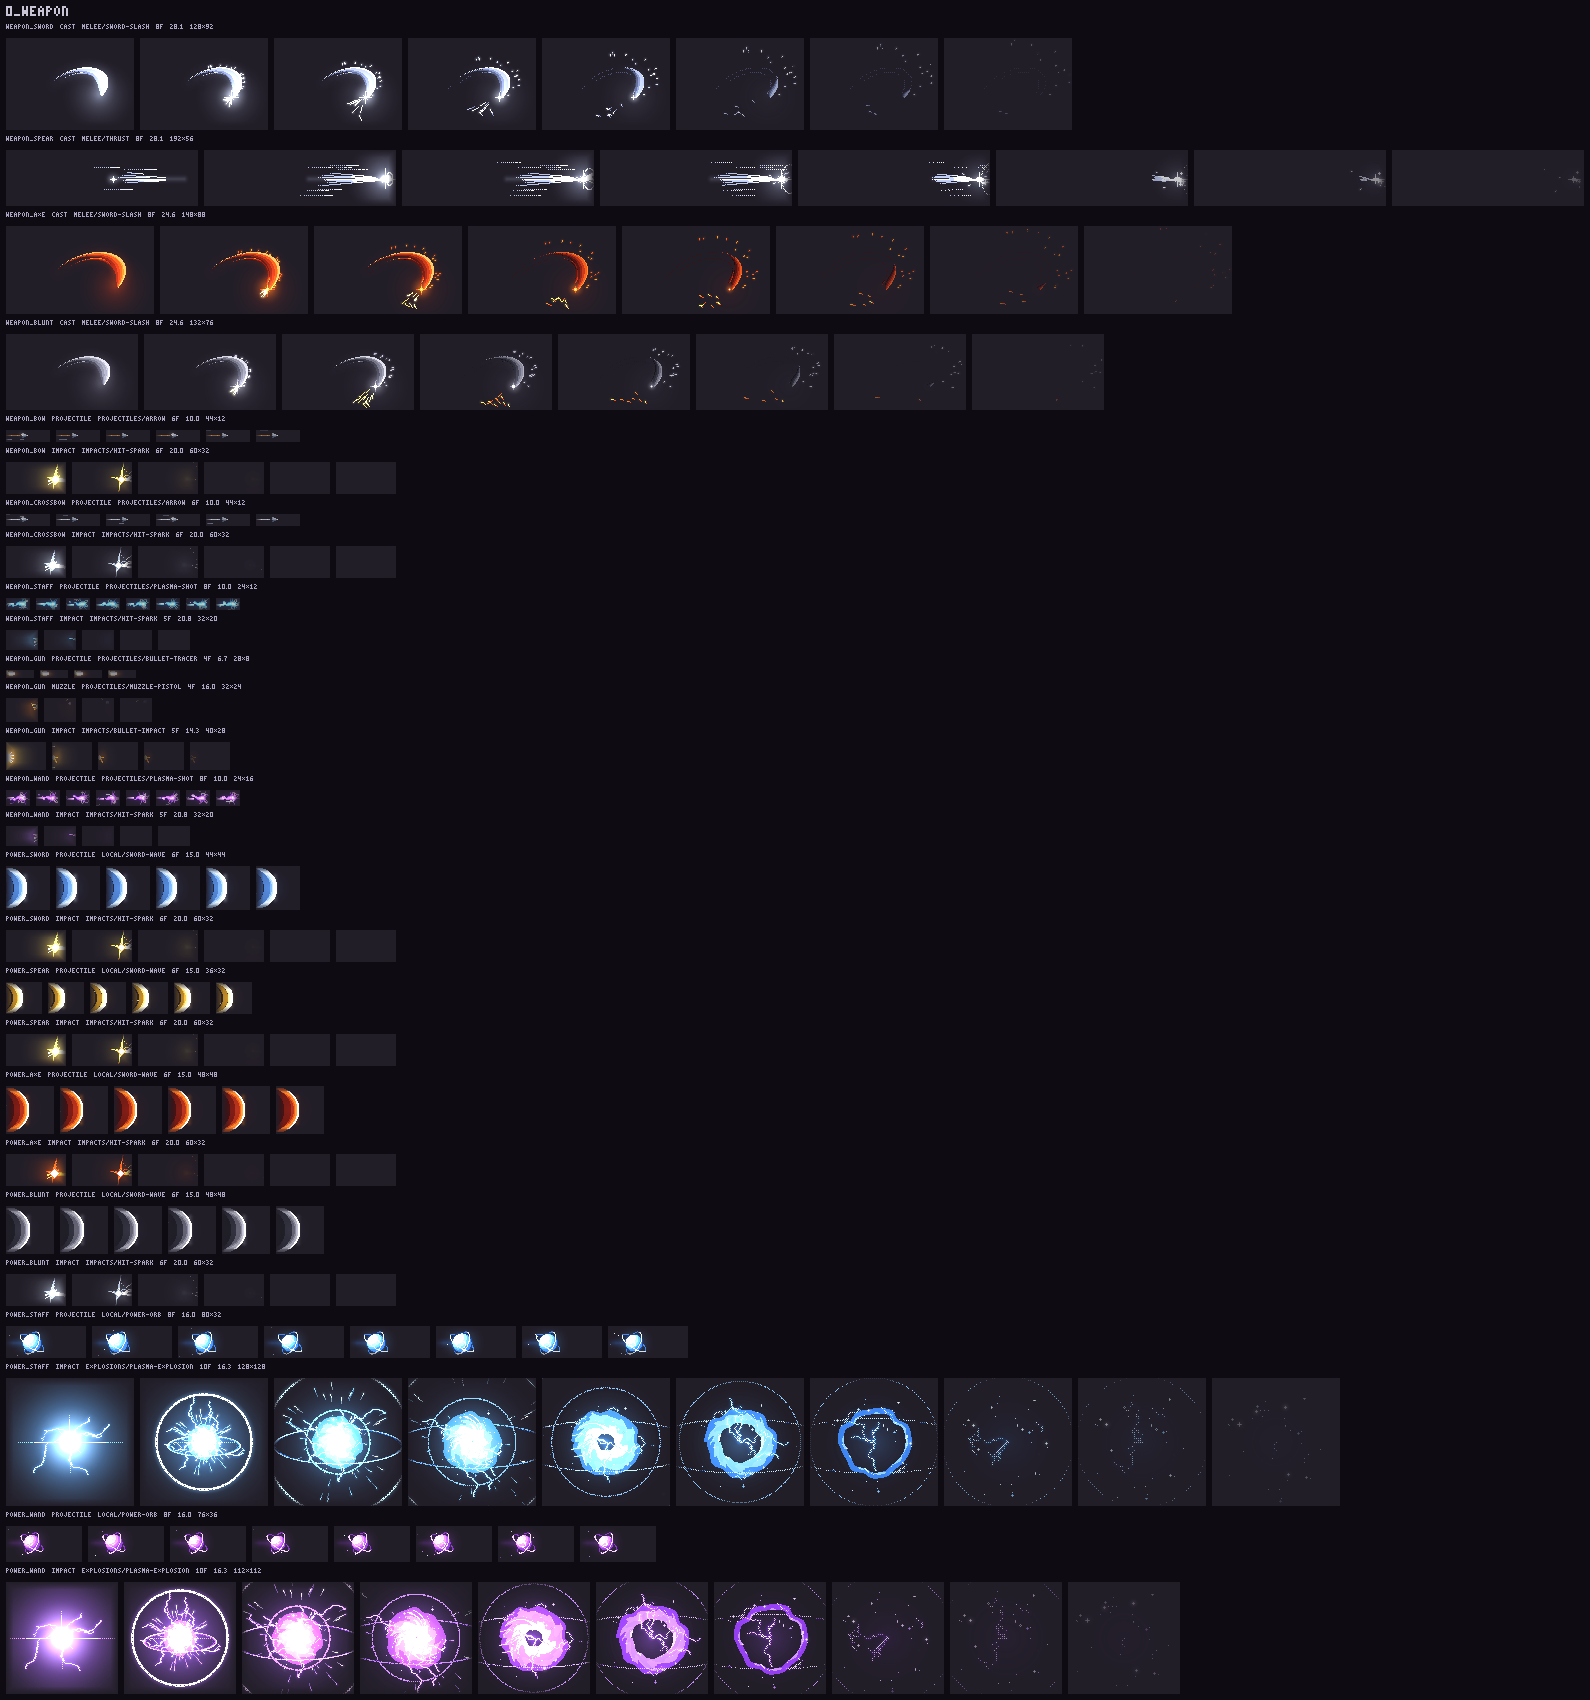 0_WEAPON
WEAPON_SWORD CAST MELEE/SWORD-SLASH 8F 28.1 128×92
WEAPON_SPEAR CAST MELEE/THRUST 8F 28.1 192×56
WEAPON_AXE CAST MELEE/SWORD-SLASH 8F 24.6 148×88
WEAPON_BLUNT CAST MELEE/SWORD-SLASH 8F 24.6 132×76
WEAPON_BOW PROJECTILE PROJECTILES/ARROW 6F 10.0 44×12
WEAPON_BOW IMPACT IMPACTS/HIT-SPARK 6F 20.0 60×32
WEAPON_CROSSBOW PROJECTILE PROJECTILES/ARROW 6F 10.0 44×12
WEAPON_CROSSBOW IMPACT IMPACTS/HIT-SPARK 6F 20.0 60×32
WEAPON_STAFF PROJECTILE PROJECTILES/PLASMA-SHOT 8F 10.0 24×12
WEAPON_STAFF IMPACT IMPACTS/HIT-SPARK 5F 20.8 32×20
WEAPON_GUN PROJECTILE PROJECTILES/BULLET-TRACER 4F 6.7 28×8
WEAPON_GUN MUZZLE PROJECTILES/MUZZLE-PISTOL 4F 16.0 32×24
WEAPON_GUN IMPACT IMPACTS/BULLET-IMPACT 5F 14.3 40×28
WEAPON_WAND PROJECTILE PROJECTILES/PLASMA-SHOT 8F 10.0 24×16
WEAPON_WAND IMPACT IMPACTS/HIT-SPARK 5F 20.8 32×20
POWER_SWORD PROJECTILE LOCAL/SWORD-WAVE 6F 15.0 44×44
POWER_SWORD IMPACT IMPACTS/HIT-SPARK 6F 20.0 60×32
POWER_SPEAR PROJECTILE LOCAL/SWORD-WAVE 6F 15.0 36×32
POWER_SPEAR IMPACT IMPACTS/HIT-SPARK 6F 20.0 60×32
POWER_AXE PROJECTILE LOCAL/SWORD-WAVE 6F 15.0 48×48
POWER_AXE IMPACT IMPACTS/HIT-SPARK 6F 20.0 60×32
POWER_BLUNT PROJECTILE LOCAL/SWORD-WAVE 6F 15.0 48×48
POWER_BLUNT IMPACT IMPACTS/HIT-SPARK 6F 20.0 60×32
POWER_STAFF PROJECTILE LOCAL/POWER-ORB 8F 16.0 80×32
POWER_STAFF IMPACT EXPLOSIONS/PLASMA-EXPLOSION 10F 16.3 128×128
POWER_WAND PROJECTILE LOCAL/POWER-ORB 8F 16.0 76×36
POWER_WAND IMPACT EXPLOSIONS/PLASMA-EXPLOSION 10F 16.3 112×112